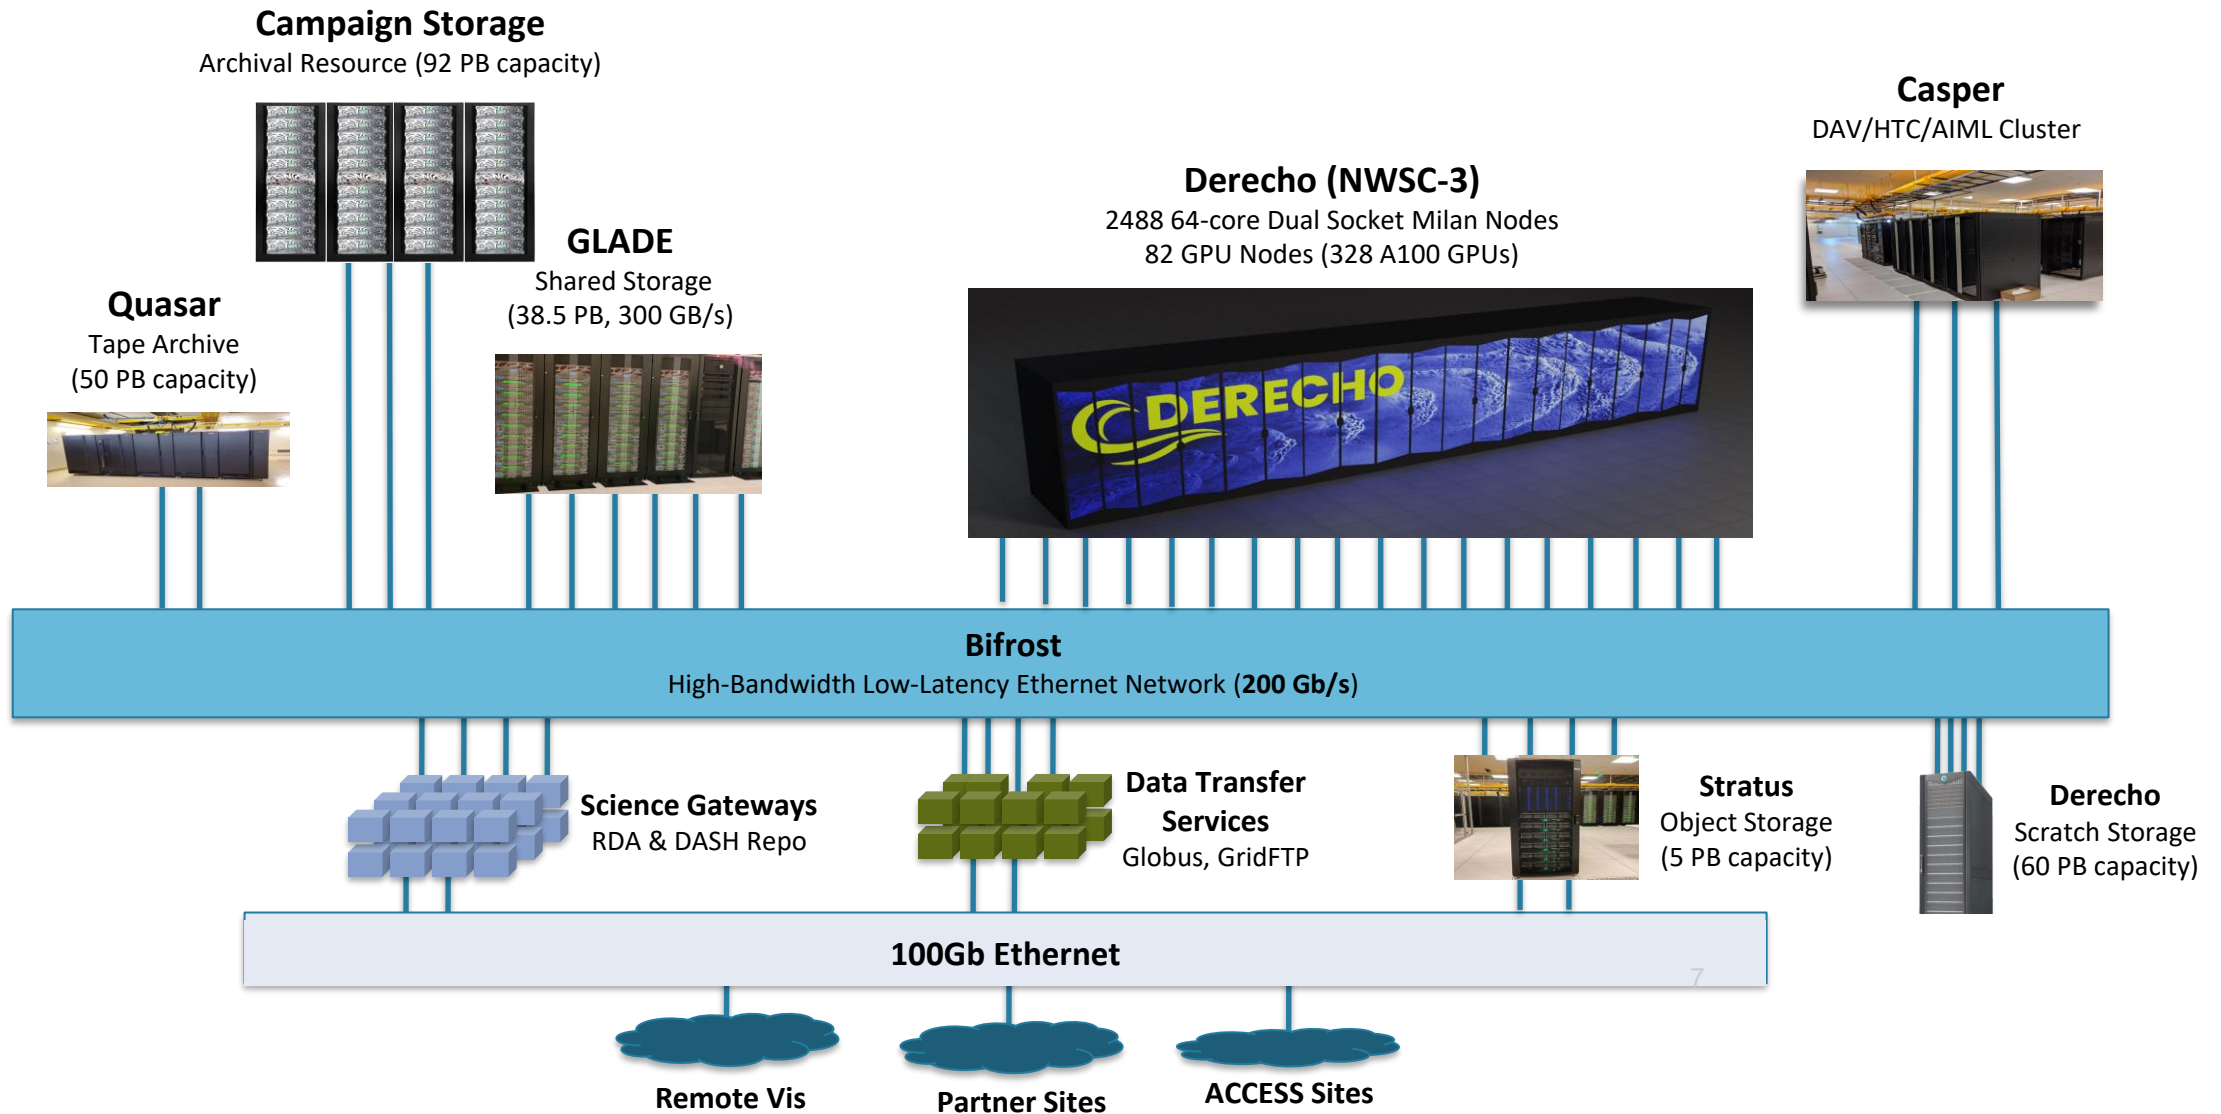 Campaign Storage
Archival Resource (92 PB capacity)
Casper
DAV/HTC/AIML Cluster
Derecho (NWSC-3)
2488 64-core Dual Socket Milan Nodes
82 GPU Nodes (328 A100 GPUs)
GLADE
Shared Storage
(38.5 PB, 300 GB/s)
Quasar
Tape Archive
(50 PB capacity)
DERECHO
Bifrost
High-Bandwidth Low-Latency Ethernet Network (200 Gb/s)
Science Gateways
RDA & DASH Repo
Data Transfer
Services
Globus, GridFTP
Stratus
Object Storage
(5 PB capacity)
Derecho
Scratch Storage
(60 PB capacity)
100Gb Ethernet
7
Remote Vis
Partner Sites
ACCESS Sites